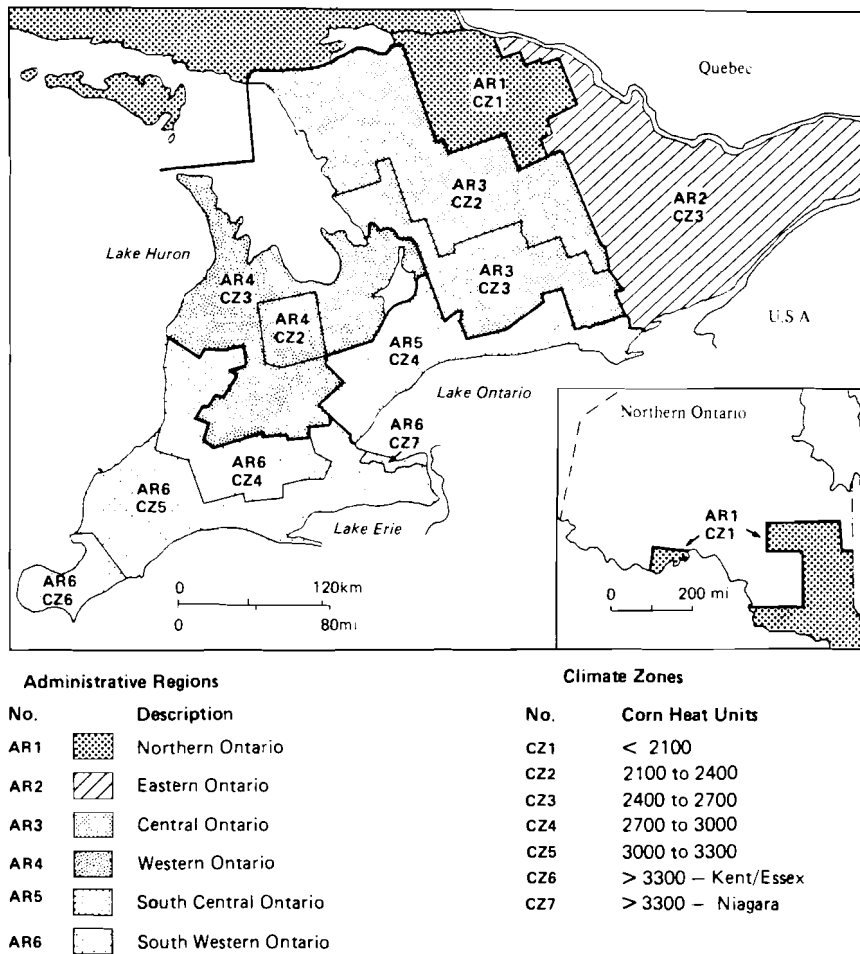 Quebec
AR1
CZ1
AR2
CZ3
AR3
CZ2
Lake Huron
AR4
CZ3
AR3
CZ3
AR4
CZ2
U.S.A
AR5
CZ4
Lake Ontario
AR6
CZ7
AR6
CZ4
AR6
CZ5
Lake Erie
AR6
CZ6
0 120km
0 80mi
Northern Ontario
AR1
CZ1
0 200 mi
Administrative Regions
No. Description
AR1 Northern Ontario
AR2 Eastern Ontario
AR3 Central Ontario
AR4 Western Ontario
AR5 South Central Ontario
AR6 South Western Ontario
Climate Zones
No. Corn Heat Units
CZ1 < 2100
CZ2 2100 to 2400
CZ3 2400 to 2700
CZ4 2700 to 3000
CZ5 3000 to 3300
CZ6 > 3300 – Kent/Essex
CZ7 > 3300 – Niagara